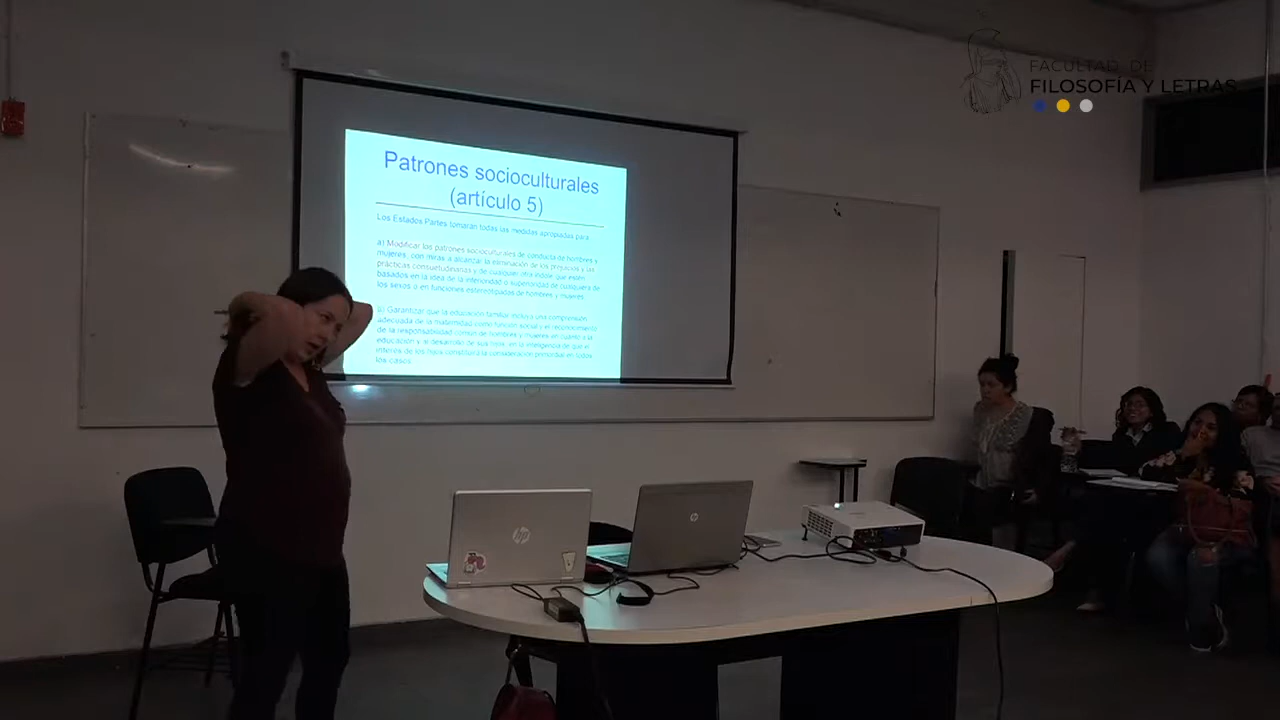 FACULTAD DE
FILOSOFÍA Y LETRAS
Patrones socioculturales
(artículo 5)
Los Estados Partes tomarán todas las medidas apropiadas para:
a) Modificar los patrones socioculturales de conducta de hombres y
mujeres, con miras a alcanzar la eliminación de los prejuicios y las
prácticas consuetudinarias y de cualquier otra índole que estén
basados en la idea de la inferioridad o superioridad de cualquiera de
los sexos o en funciones estereotipadas de hombres y mujeres;
b) Garantizar que la educación familiar incluya una comprensión
adecuada de la maternidad como función social y el reconocimiento
de la responsabilidad común de hombres y mujeres en cuanto a la
educación y al desarrollo de sus hijos, en la inteligencia de que el
interés de los hijos constituirá la consideración primordial en todos
los casos.
hp
hp